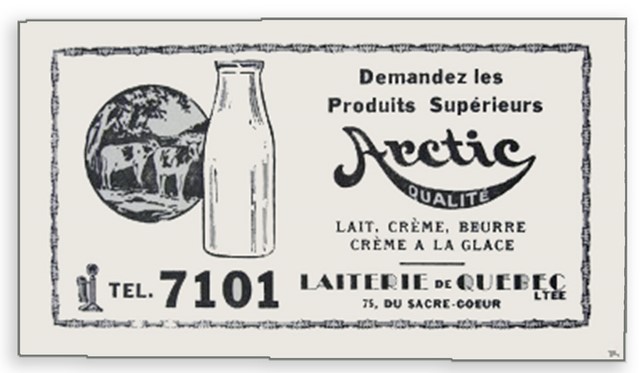 Demandez les
Produits Supérieurs
Arctic
QUALITÉ
LAIT, CRÈME, BEURRE
CRÈME A LA GLACE
TEL. 7101
LAITERIE DE QUEBEC
LTEE
75, DU SACRE-COEUR